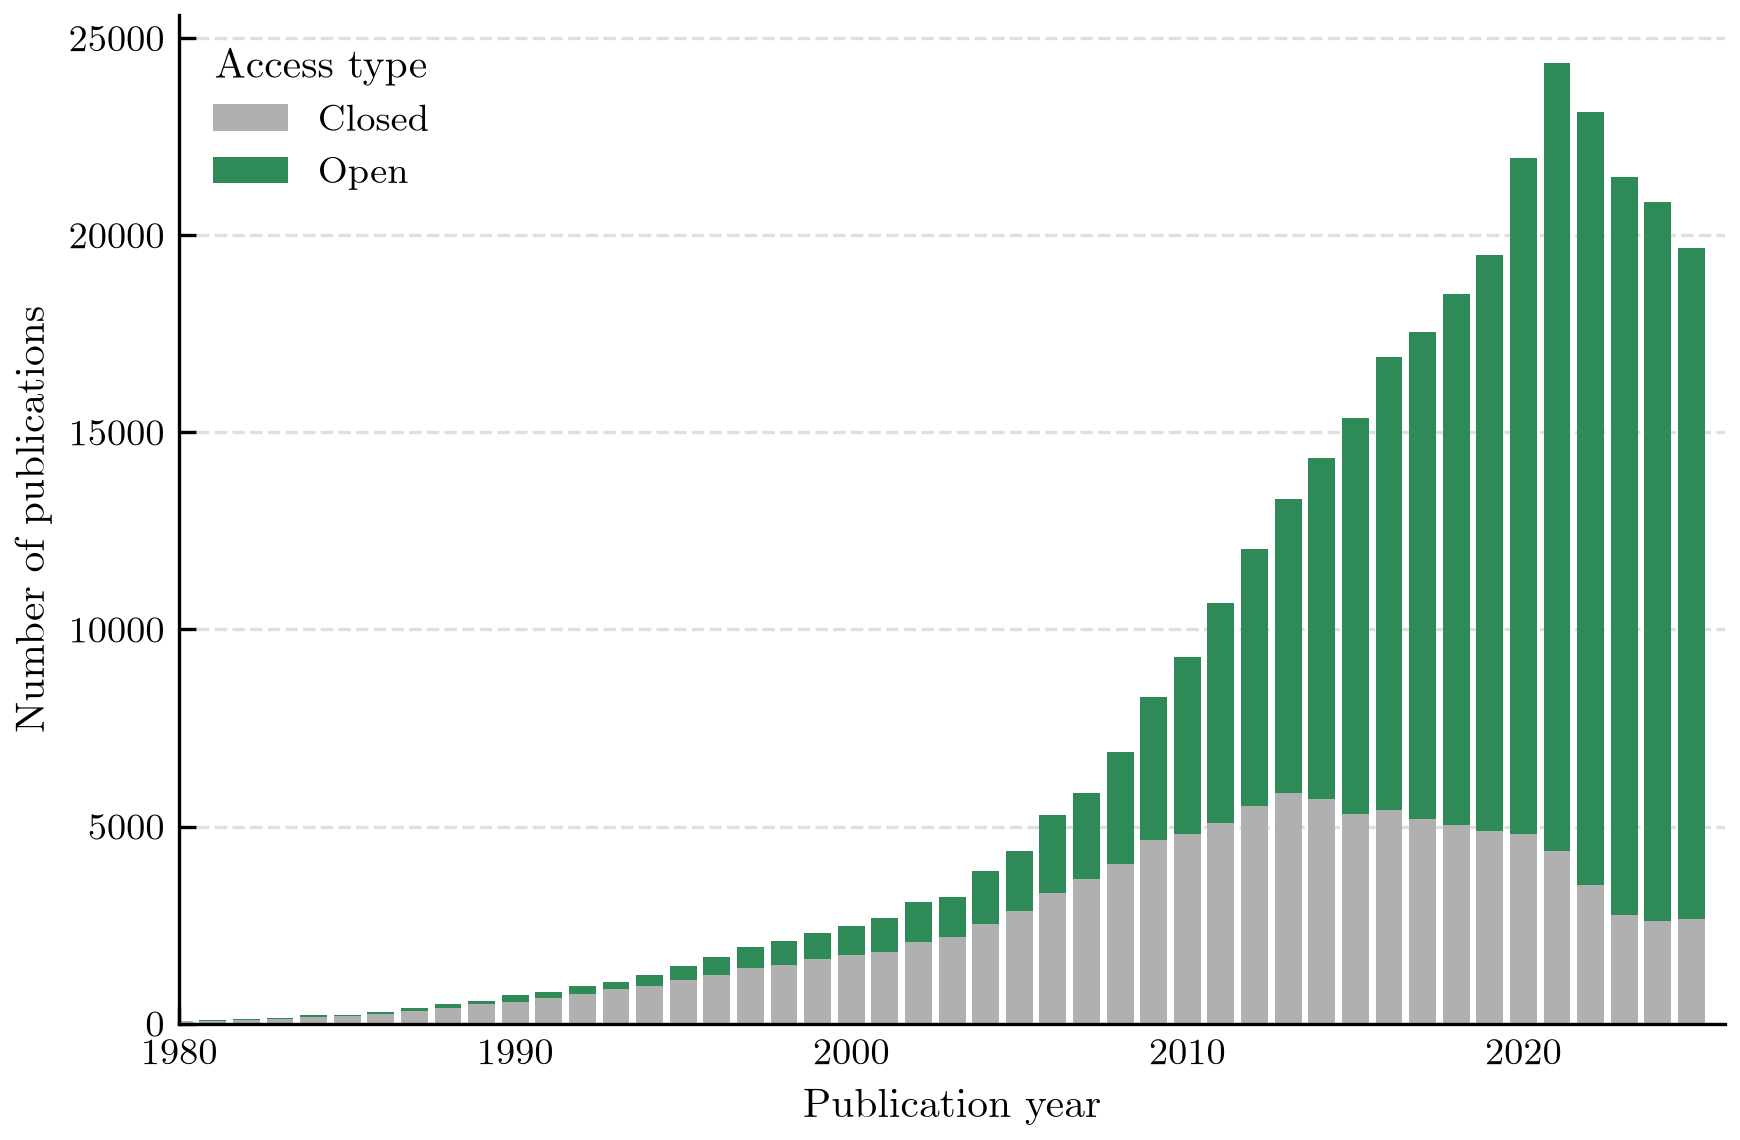 25000
Access type
Closed
Open
20000
15000
10000
5000
0
Number of publications
1980 1990 2000 2010 2020
Publication year